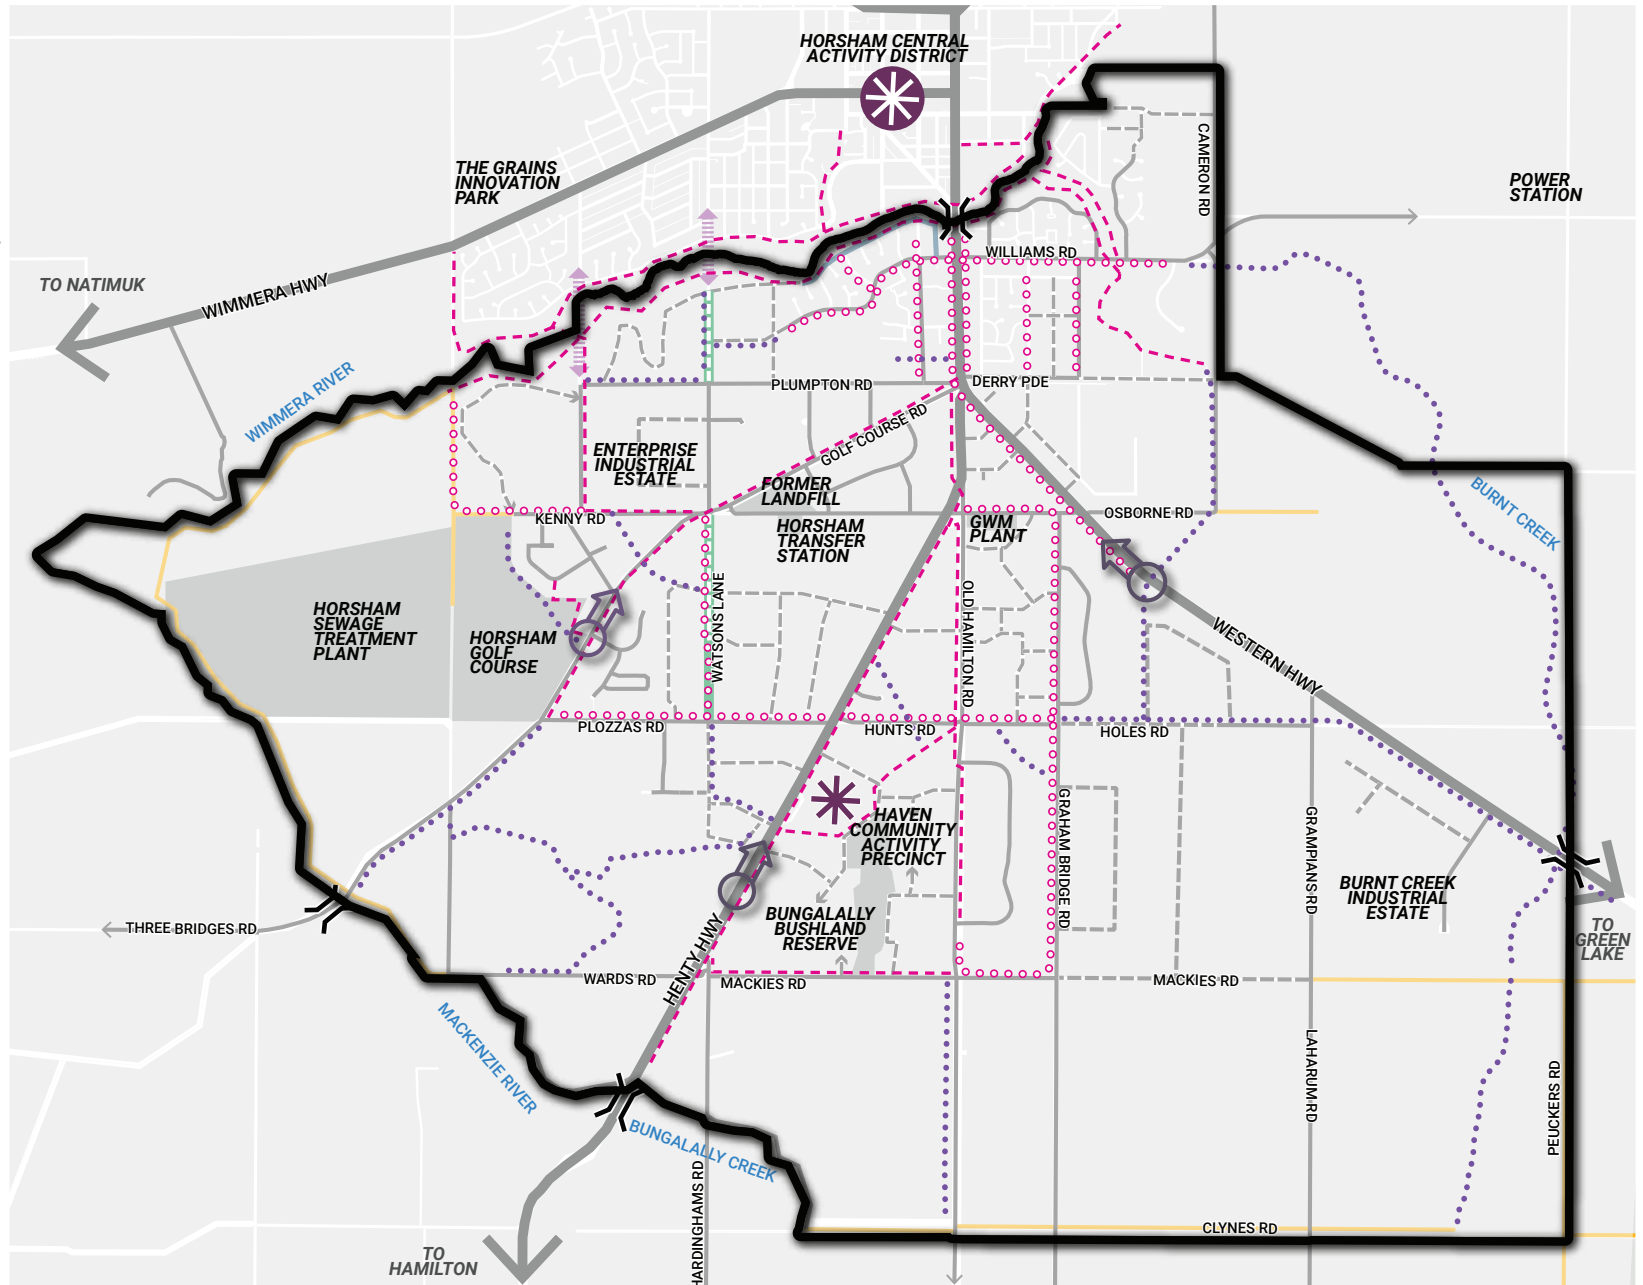 HORSHAM CENTRAL
ACTIVITY DISTRICT
THE GRAINS
INNOVATION
PARK
CAMERON RD
POWER
STATION
TO NATIMUK
WIMMERA HWY
WILLIAMS RD
WIMMERA RIVER
PLUMPTON RD
DERRY PDE
GOLF COURSE RD
ENTERPRISE
INDUSTRIAL
ESTATE
FORMER
LANDFILL
BURNT CREEK
KENNY RD
HORSHAM
TRANSFER
STATION
GWM
PLANT
OSBORNE RD
HORSHAM
SEWAGE
TREATMENT
PLANT
HORSHAM
GOLF
COURSE
WATSONS LANE
OLD HAMILTON RD
WESTERN HWY
PLOZZAS RD
HUNTS RD
HOLES RD
HAVEN
COMMUNITY
ACTIVITY
PRECINCT
GRAHAM BRIDGE RD
GRAMPIANS RD
BURNT CREEK
INDUSTRIAL
ESTATE
THREE BRIDGES RD
BUNGALALLY
BUSHLAND
RESERVE
TO
GREEN
LAKE
HENTY HWY
WARDS RD
MACKIES RD
MACKIES RD
MACKENZIE RIVER
LAHARUM RD
PEUCKERS RD
BUNGALALLY CREEK
HARDINGHAMS RD
CLYNES RD
TO
HAMILTON